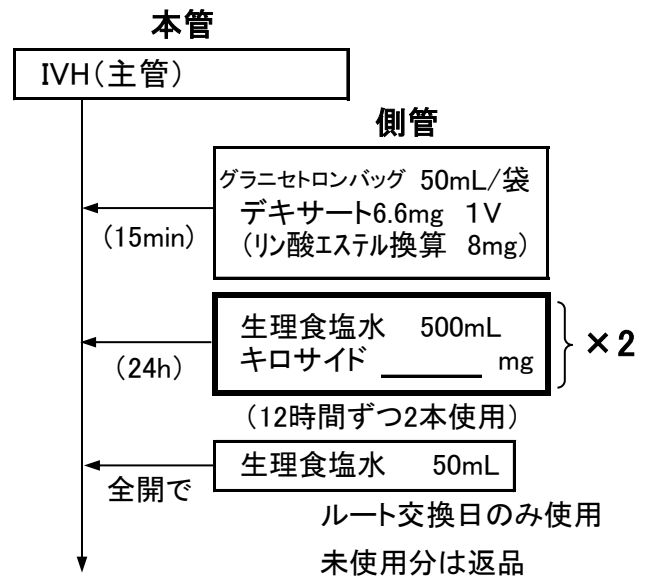 本管
IVH(主管)
側管
グラニセトロンバッグ 50mL/袋
デキサート6.6mg 1V
(リン酸エステル換算 8mg)
(15min)
生理食塩水 500mL
キロサイド ______ mg
×2
(24h)
(12時間ずつ2本使用)
生理食塩水 50mL
全開で
ルート交換日のみ使用
未使用分は返品